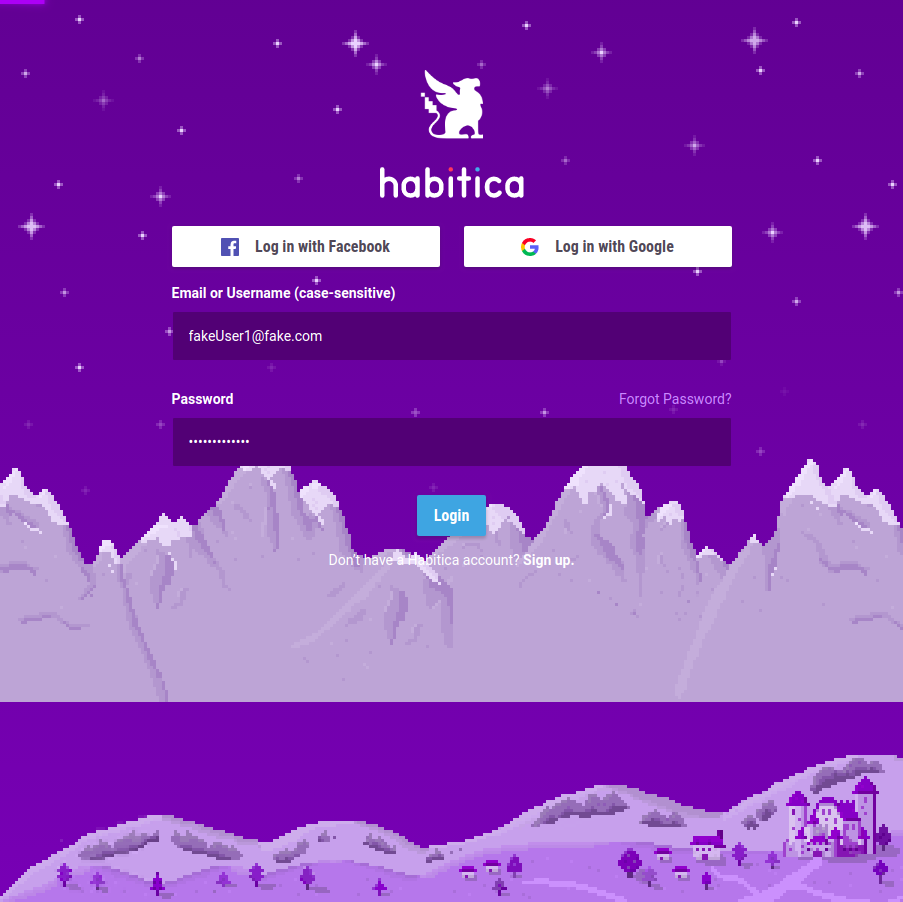 habitica
Log in with Facebook
Log in with Google
Email or Username (case-sensitive)
fakeUser1@fake.com
Password
Forgot Password?
•••••••••••••
Login
Don't have a Habitica account? Sign up.